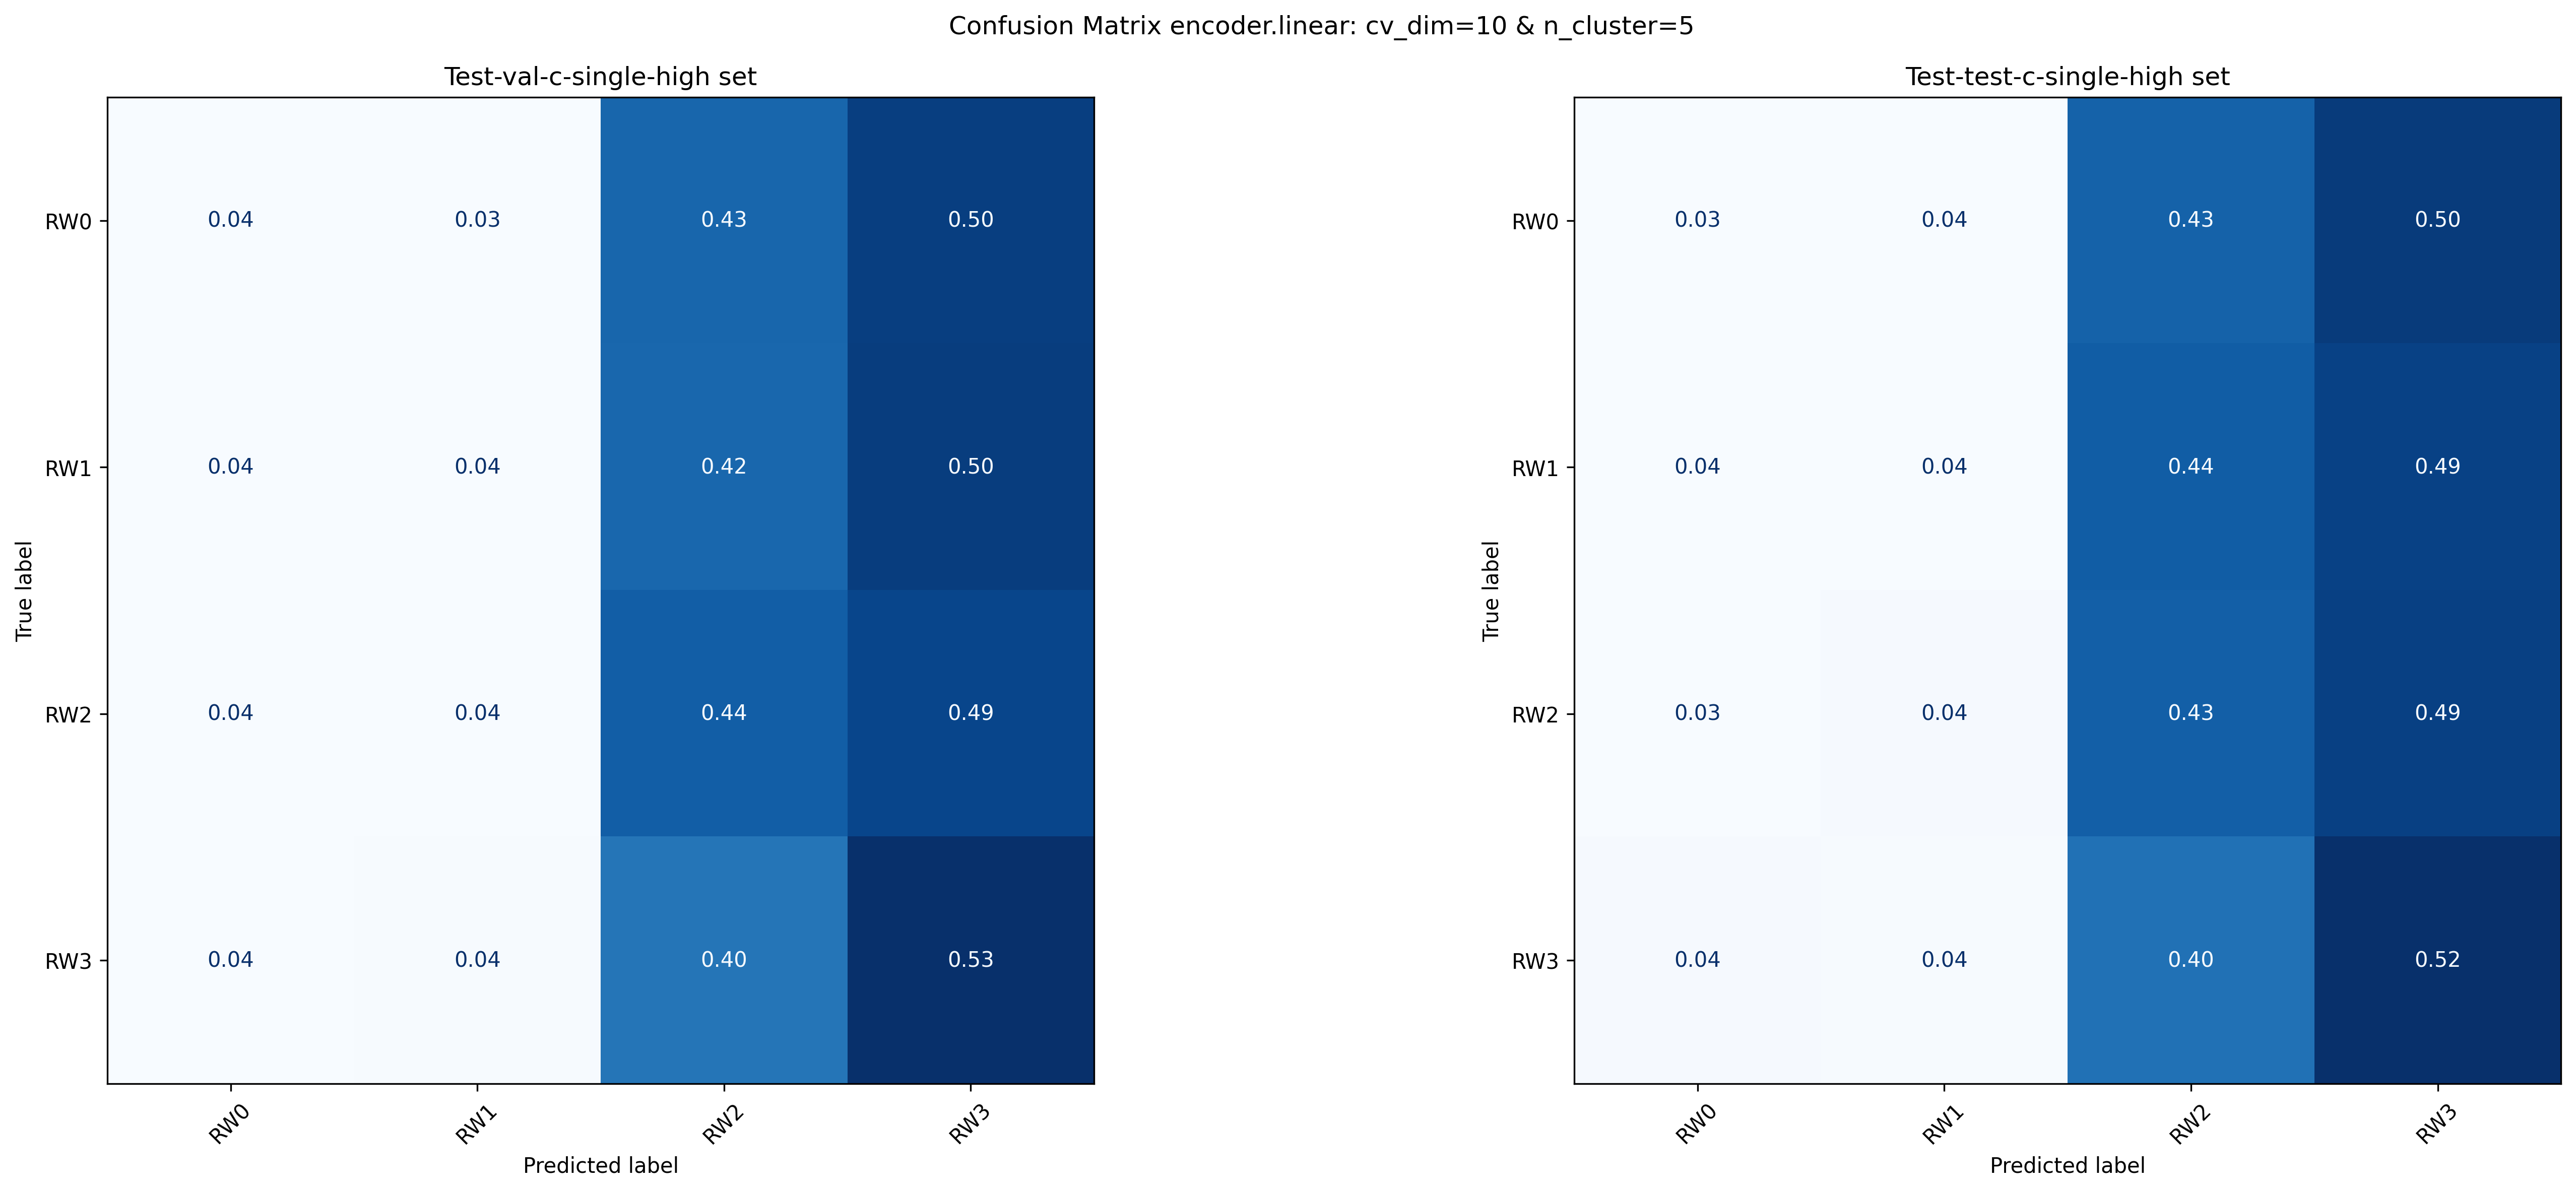 Confusion Matrix encoder.linear: cv_dim=10 & n_cluster=5
Test-val-c-single-high set
True label
RW0 0.04 0.03 0.43 0.50
RW1 0.04 0.04 0.42 0.50
RW2 0.04 0.04 0.44 0.49
RW3 0.04 0.04 0.40 0.53
RW0 RW1 RW2 RW3
Predicted label
Test-test-c-single-high set
True label
RW0 0.03 0.04 0.43 0.50
RW1 0.04 0.04 0.44 0.49
RW2 0.03 0.04 0.43 0.49
RW3 0.04 0.04 0.40 0.52
RW0 RW1 RW2 RW3
Predicted label